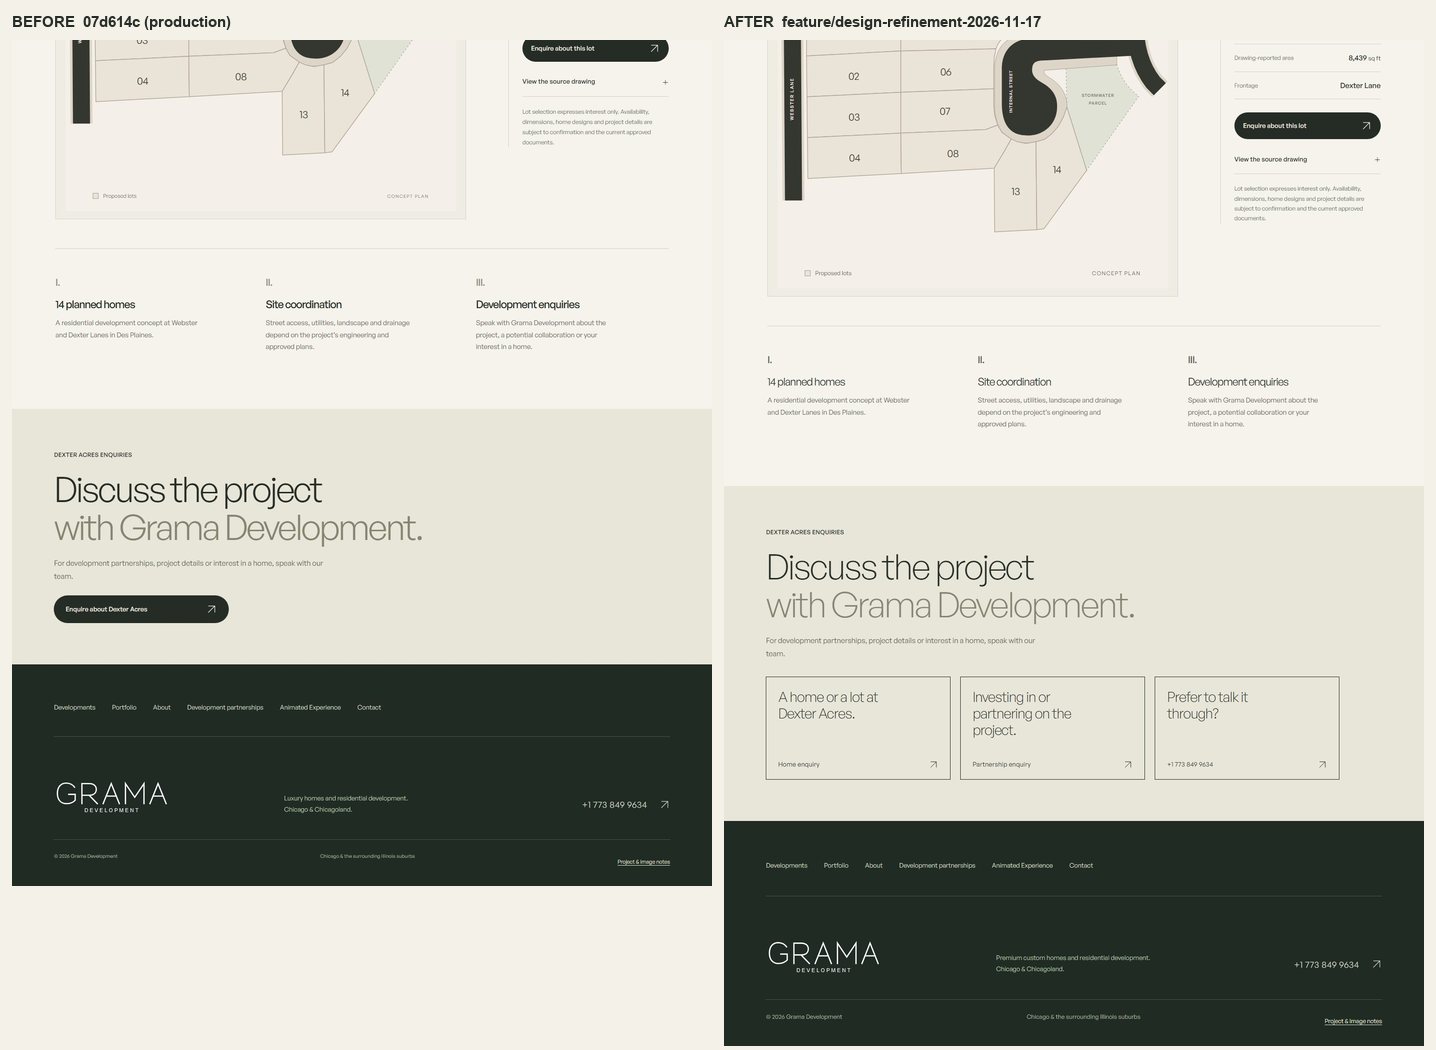 BEFORE 07d614c (production)
03
04
08
13
14
Proposed lots
CONCEPT PLAN
Enquire about this lot
View the source drawing +
Lot selection expresses interest only. Availability,
dimensions, home designs and project details are
subject to confirmation and the current approved
documents.
I.
14 planned homes
A residential development concept at Webster
and Dexter Lanes in Des Plaines.
II.
Site coordination
Street access, utilities, landscape and drainage
depend on the project's engineering and
approved plans.
III.
Development enquiries
Speak with Grama Development about the
project, a potential collaboration or your
interest in a home.
DEXTER ACRES ENQUIRIES
Discuss the project
with Grama Development.
For development partnerships, project details or interest in a home, speak with our
team.
Enquire about Dexter Acres
Developments Portfolio About Development partnerships Animated Experience Contact
GRAMA
DEVELOPMENT
Luxury homes and residential development.
Chicago & Chicagoland.
+1 773 849 9634
© 2026 Grama Development
Chicago & the surrounding Illinois suburbs
Project & image notes
AFTER feature/design-refinement-2026-11-17
WEBSTER LANE
02
06
03
07
04
08
13
14
INTERNAL STREET
STORMWATER
PARCEL
Proposed lots
CONCEPT PLAN
Drawing-reported area 8,439 sq ft
Frontage Dexter Lane
Enquire about this lot
View the source drawing +
Lot selection expresses interest only. Availability,
dimensions, home designs and project details are
subject to confirmation and the current approved
documents.
I.
14 planned homes
A residential development concept at Webster
and Dexter Lanes in Des Plaines.
II.
Site coordination
Street access, utilities, landscape and drainage
depend on the project's engineering and
approved plans.
III.
Development enquiries
Speak with Grama Development about the
project, a potential collaboration or your
interest in a home.
DEXTER ACRES ENQUIRIES
Discuss the project
with Grama Development.
For development partnerships, project details or interest in a home, speak with our
team.
A home or a lot at
Dexter Acres.
Home enquiry
Investing in or
partnering on the
project.
Partnership enquiry
Prefer to talk it
through?
+1 773 849 9634
Developments Portfolio About Development partnerships Animated Experience Contact
GRAMA
DEVELOPMENT
Premium custom homes and residential development.
Chicago & Chicagoland.
+1 773 849 9634
© 2026 Grama Development
Chicago & the surrounding Illinois suburbs
Project & image notes